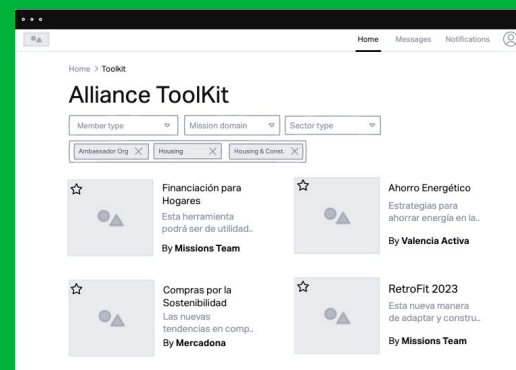 Home Messages Notifications
Home > Toolkit
Alliance ToolKit
Member type Mission domain Sector type
Ambassador Org Housing Housing & Const.
Financiación para
Hogares
Esta herramienta
podrá ser de utilidad..
By Missions Team
Ahorro Energético
Estrategias para
ahorrar energía en la..
By Valencia Activa
Compras por la
Sostenibilidad
Las nuevas
tendencias en comp..
By Mercadona
RetroFit 2023
Esta nueva manera
de adaptar y constru..
By Missions Team